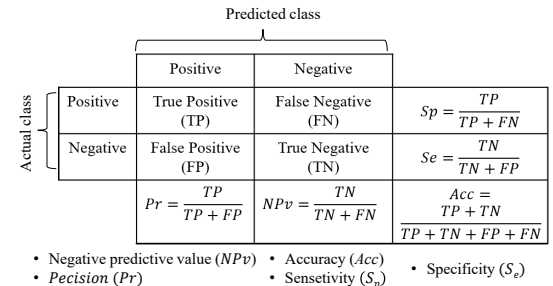 Predicted class
Positive Negative
Actual class
Positive True Positive (TP) False Negative (FN) Sp = TP / (TP + FN)
Negative False Positive (FP) True Negative (TN) Se = TN / (TN + FP)
Pr = TP / (TP + FP) NPv = TN / (TN + FN) Acc = (TP + TN) / (TP + TN + FP + FN)
• Negative predictive value (NPv) • Accuracy (Acc) • Specificity (S_e)
• Pecision (Pr) • Sensetivity (S_p)